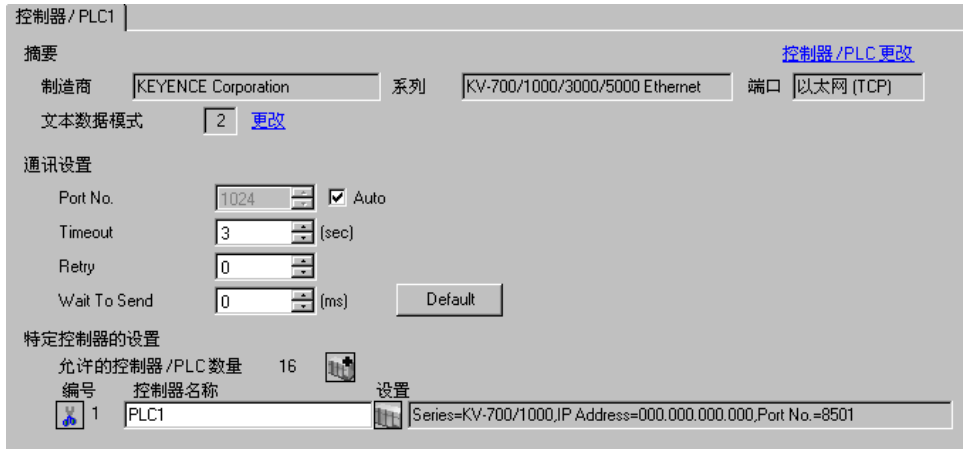 控制器/PLC1
摘要 控制器/PLC更改
制造商 KEYENCE Corporation 系列 KV-700/1000/3000/5000 Ethernet 端口 以太网 (TCP)
文本数据模式 2 更改
通讯设置
Port No. 1024 Auto
Timeout 3 (sec)
Retry 0
Wait To Send 0 (ms) Default
特定控制器的设置
允许的控制器/PLC数量 16
编号 控制器名称 设置
1 PLC1 Series=KV-700/1000,IP Address=000.000.000.000,Port No.=8501